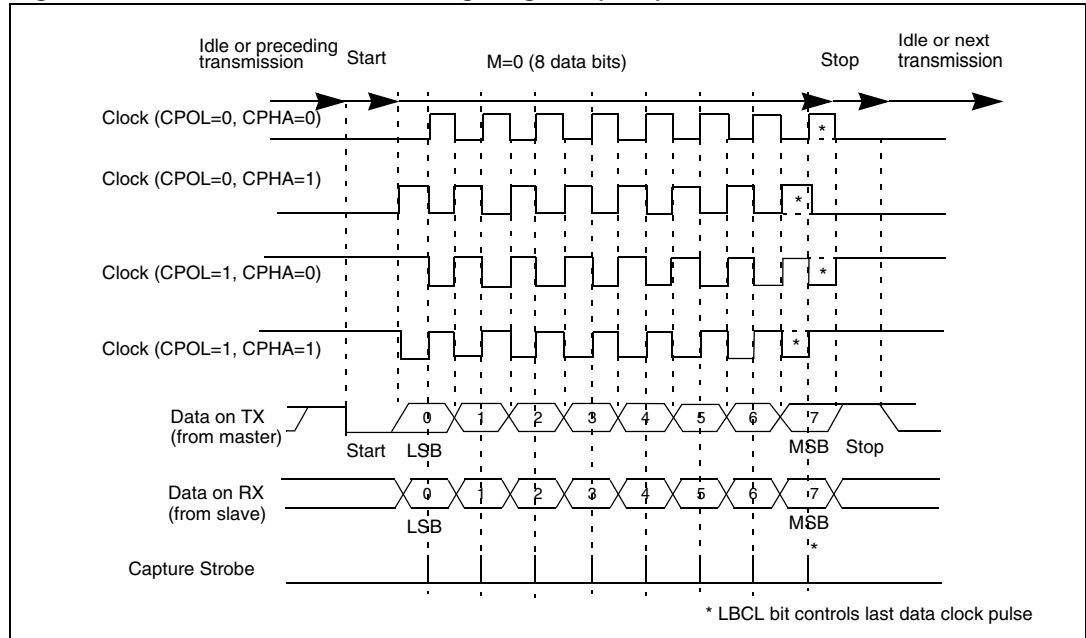 Idle or preceding
transmission
Start
M=0 (8 data bits)
Stop
Idle or next
transmission
Clock (CPOL=0, CPHA=0)
*
Clock (CPOL=0, CPHA=1)
*
Clock (CPOL=1, CPHA=0)
*
Clock (CPOL=1, CPHA=1)
*
Data on TX
(from master)
0 1 2 3 4 5 6 7
Start LSB MSB Stop
Data on RX
(from slave)
0 1 2 3 4 5 6 7
LSB MSB
*
Capture Strobe
* LBCL bit controls last data clock pulse